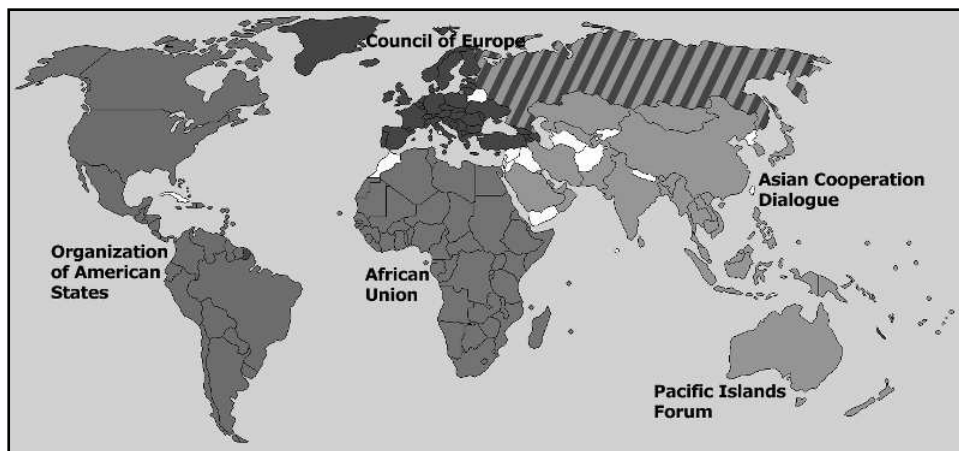 Council of Europe
Asian Cooperation
Dialogue
Organization
of American
States
African
Union
Pacific Islands
Forum